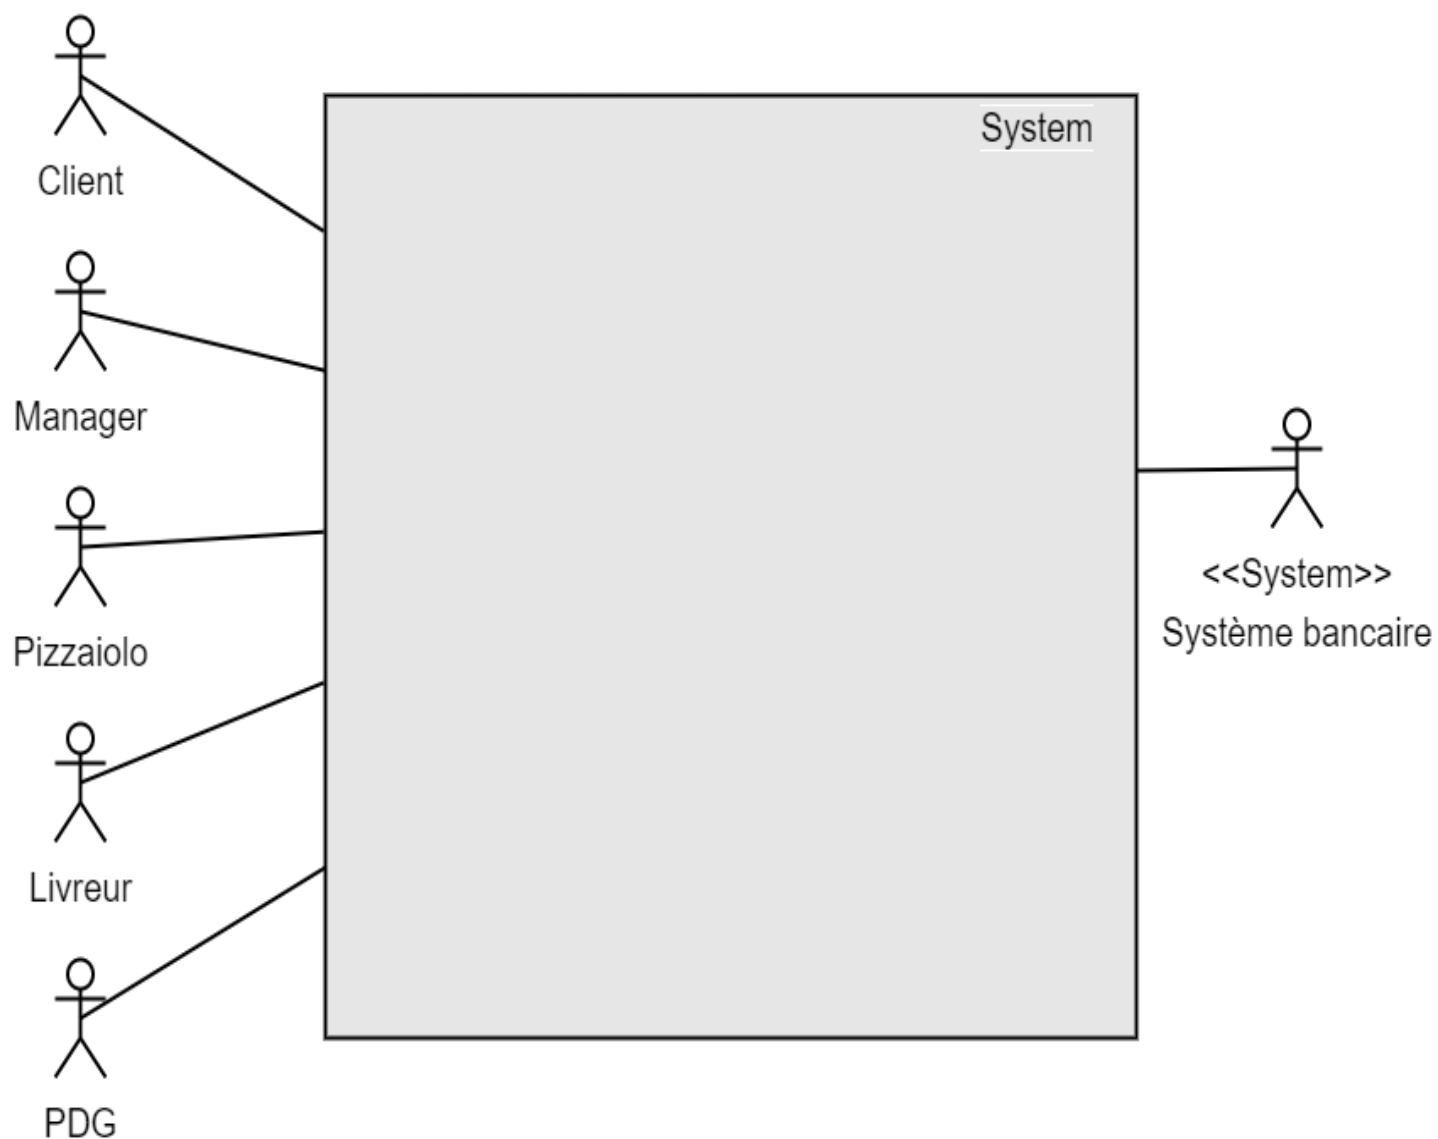 Client
System
Manager
Pizzaiolo
<<System>>
Système bancaire
Livreur
PDG